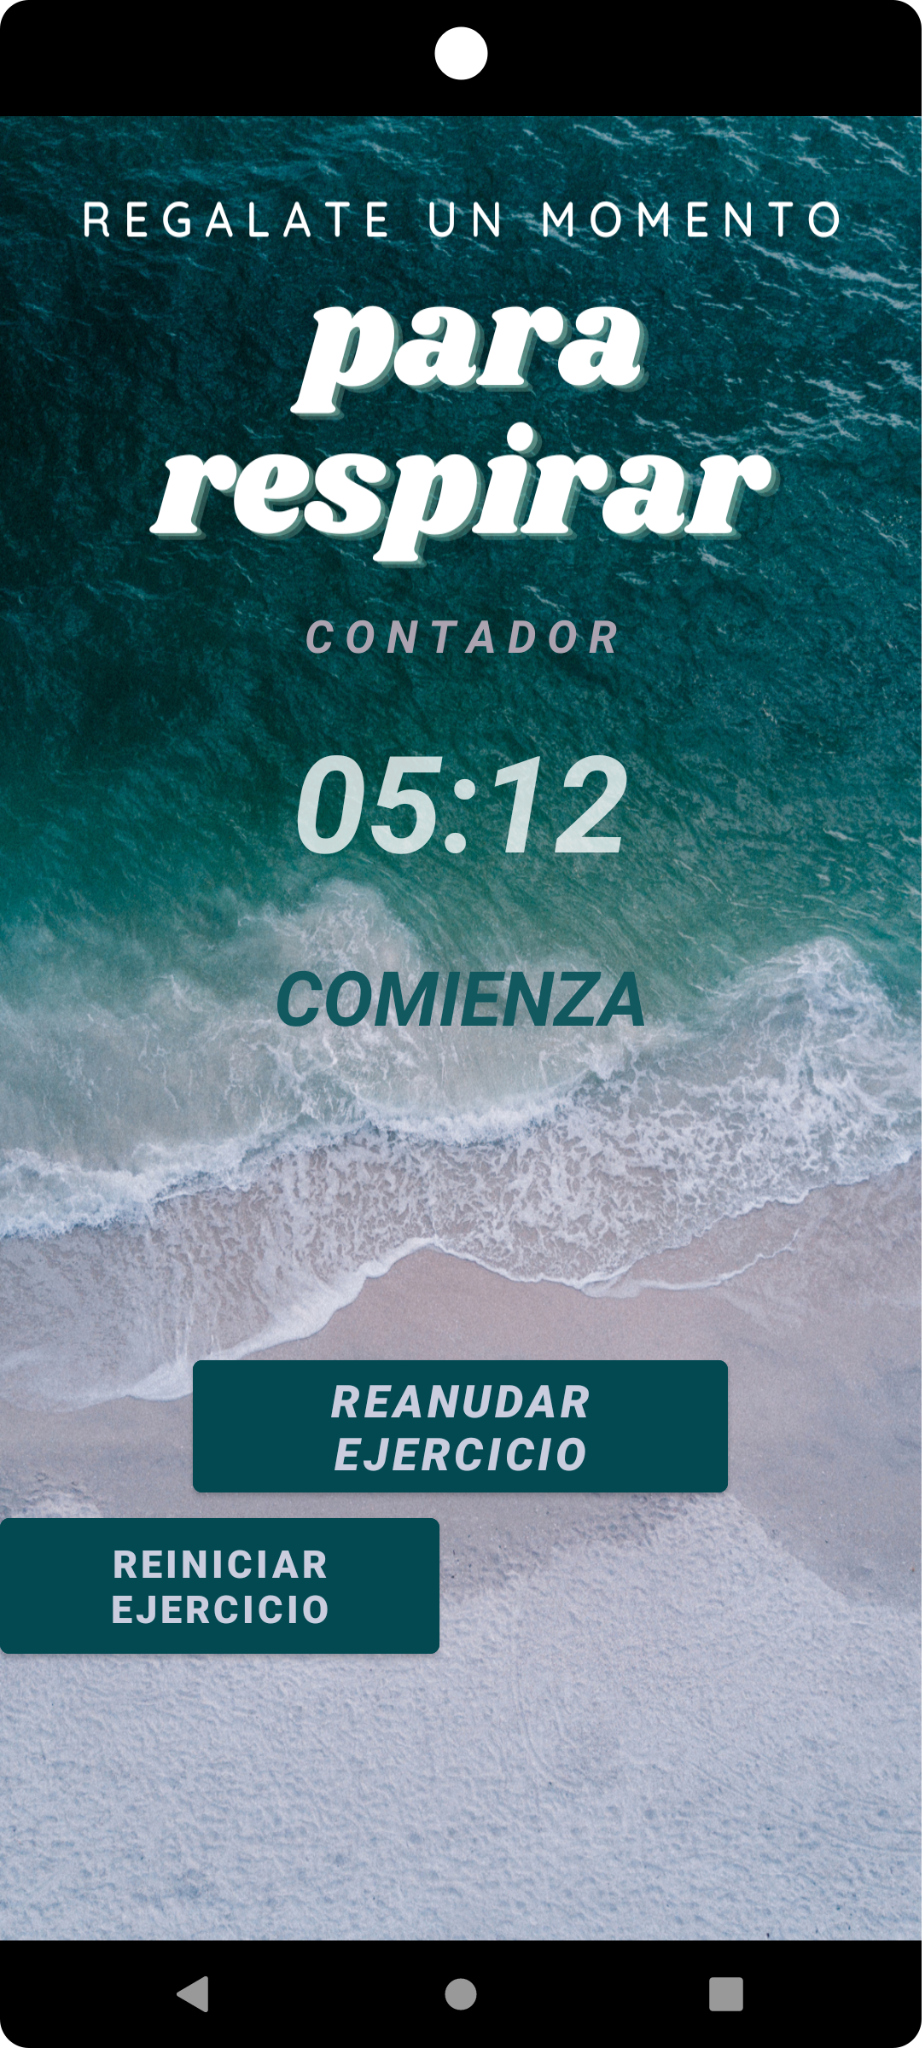 REGALATE UN MOMENTO
para
respirar
CONTADOR
05:12
COMIENZA
REANUDAR
EJERCICIO
REINICIAR
EJERCICIO